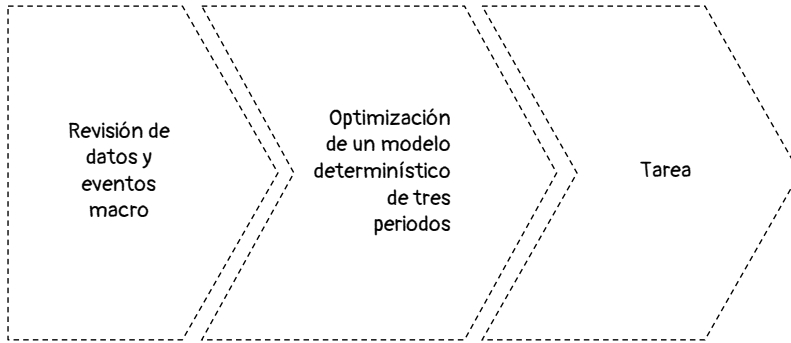 Revisión de
datos y
eventos
macro
Optimización
de un modelo
determinístico
de tres
periodos
Tarea